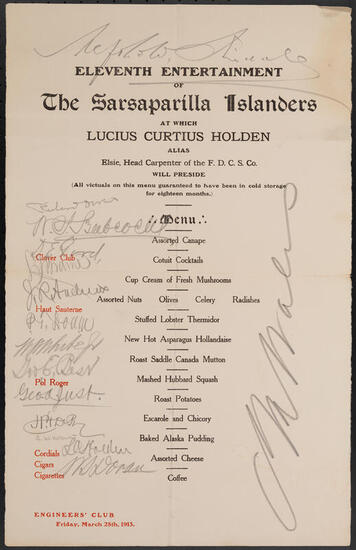 ELEVENTH ENTERTAINMENT
OF
The Sarsaparilla Islanders
AT WHICH
LUCIUS CURTIUS HOLDEN
ALIAS
Elsie, Head Carpenter of the F. D. C. S. Co.
WILL PRESIDE
(All victuals on this menu guaranteed to have been in cold storage
for eighteen months.)
Menu
Babcock
Assorted Canape
Clover Club
Cotuit Cocktails
Cup Cream of Fresh Mushrooms
J. R. Andrews
Assorted Nuts Olives Celery Radishes
Haut Sauterne
Stuffed Lobster Thermidor
New Hot Asparagus Hollandaise
Roast Saddle Canada Mutton
Pol Roger
Mashed Hubbard Squash
Roast Potatoes
Escarole and Chicory
Baked Alaska Pudding
Cordials
Holden
Cigars
Assorted Cheese
Cigarettes
Doran
Coffee
ENGINEERS' CLUB
Friday, March 28th, 1913.